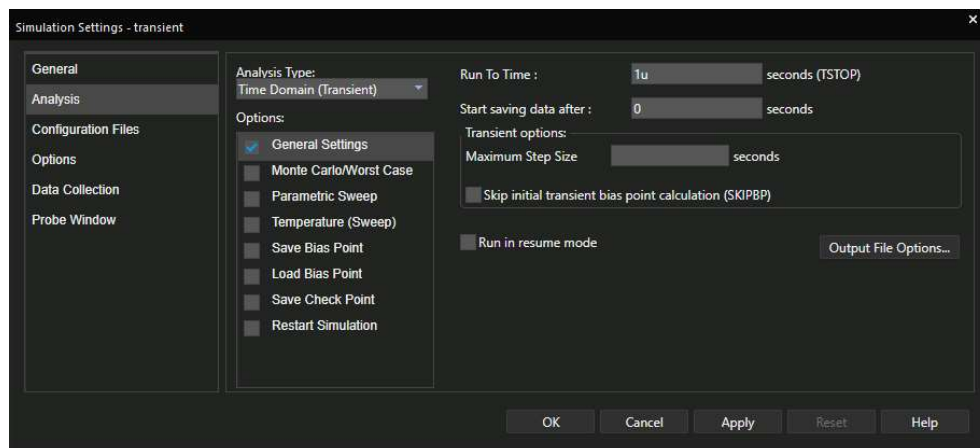 Simulation Settings - transient
×
General
Analysis
Configuration Files
Options
Data Collection
Probe Window
Analysis Type:
Time Domain (Transient)
Options:
General Settings
Monte Carlo/Worst Case
Parametric Sweep
Temperature (Sweep)
Save Bias Point
Load Bias Point
Save Check Point
Restart Simulation
Run To Time : 1u seconds (TSTOP)
Start saving data after : 0 seconds
Transient options:
Maximum Step Size seconds
Skip initial transient bias point calculation (SKIPBP)
Run in resume mode
Output File Options...
OK Cancel Apply Reset Help